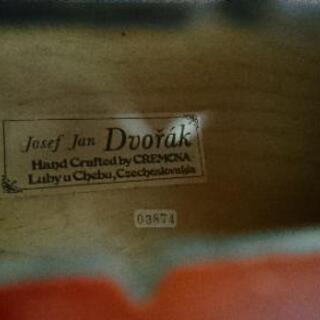 Josef Jan Dvořák
Hand Crafted by CREMONA
Luby u Chebu, Czechoslovakia
03874